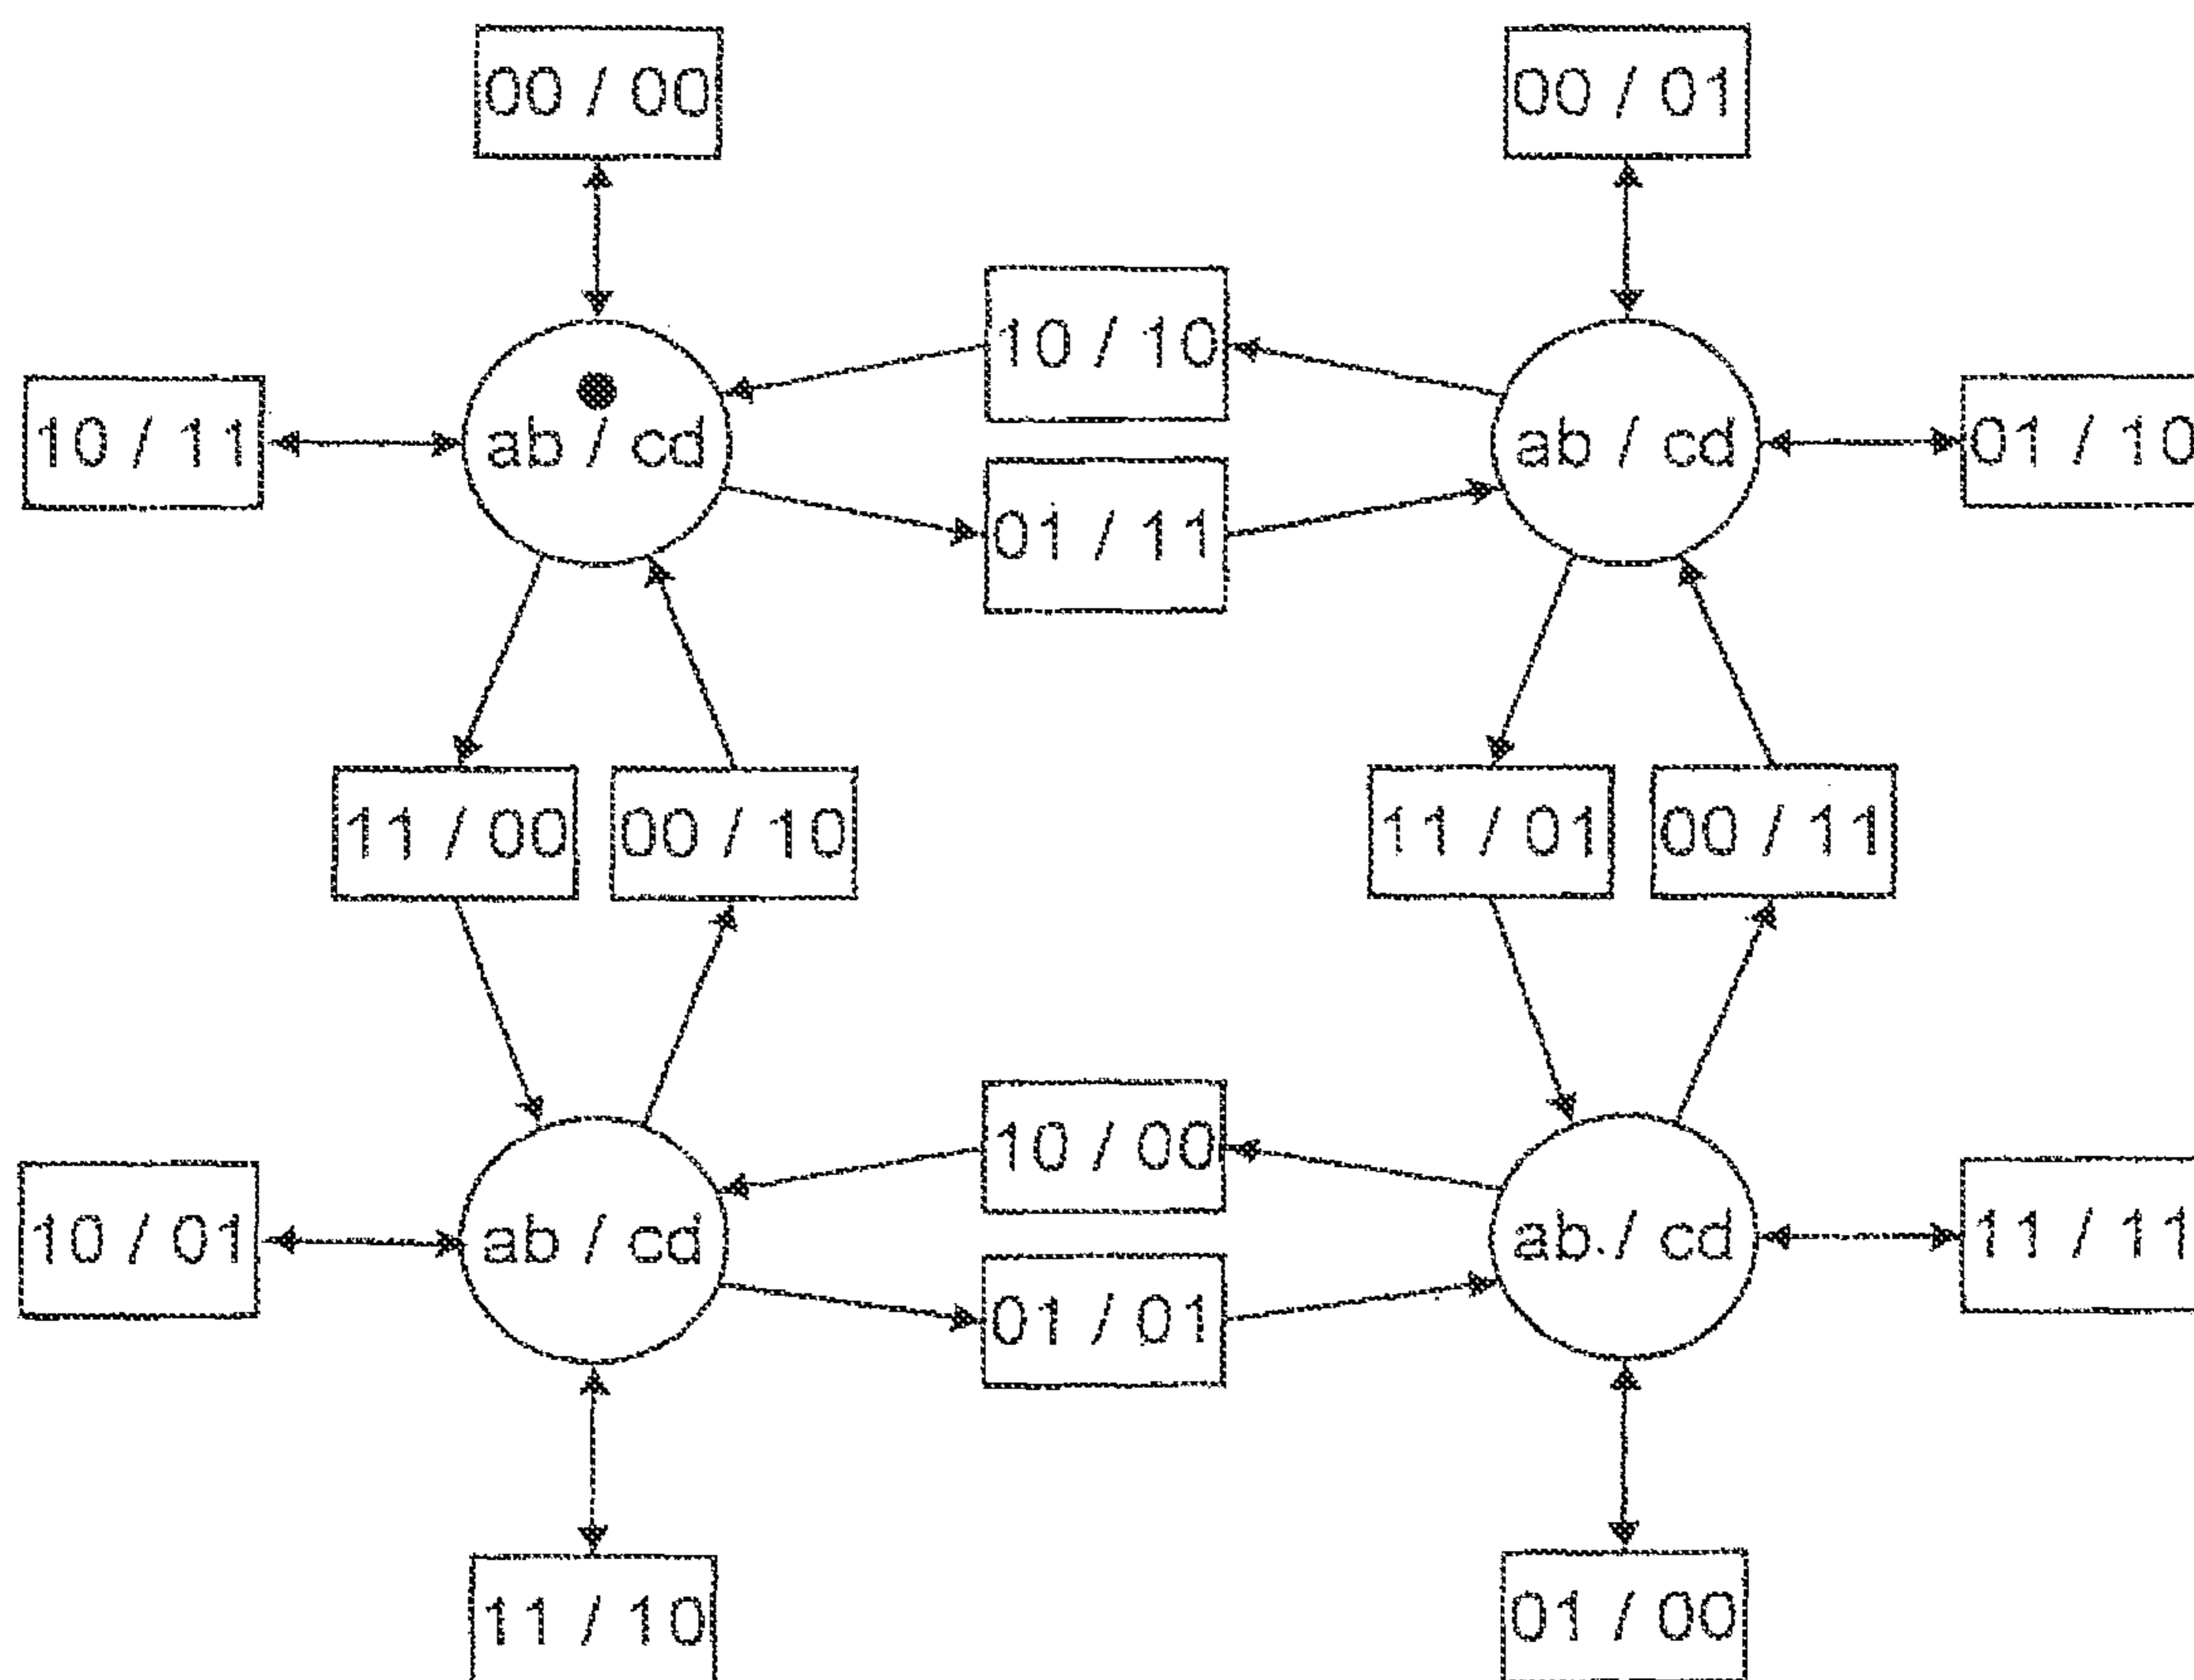 00 / 00
00 / 01
10 / 10
10 / 11
ab / cd
ab / cd
01 / 10
01 / 11
11 / 00
00 / 10
11 / 01
00 / 11
10 / 00
10 / 01
ab / cd
ab / cd
11 / 11
01 / 01
11 / 10
01 / 00